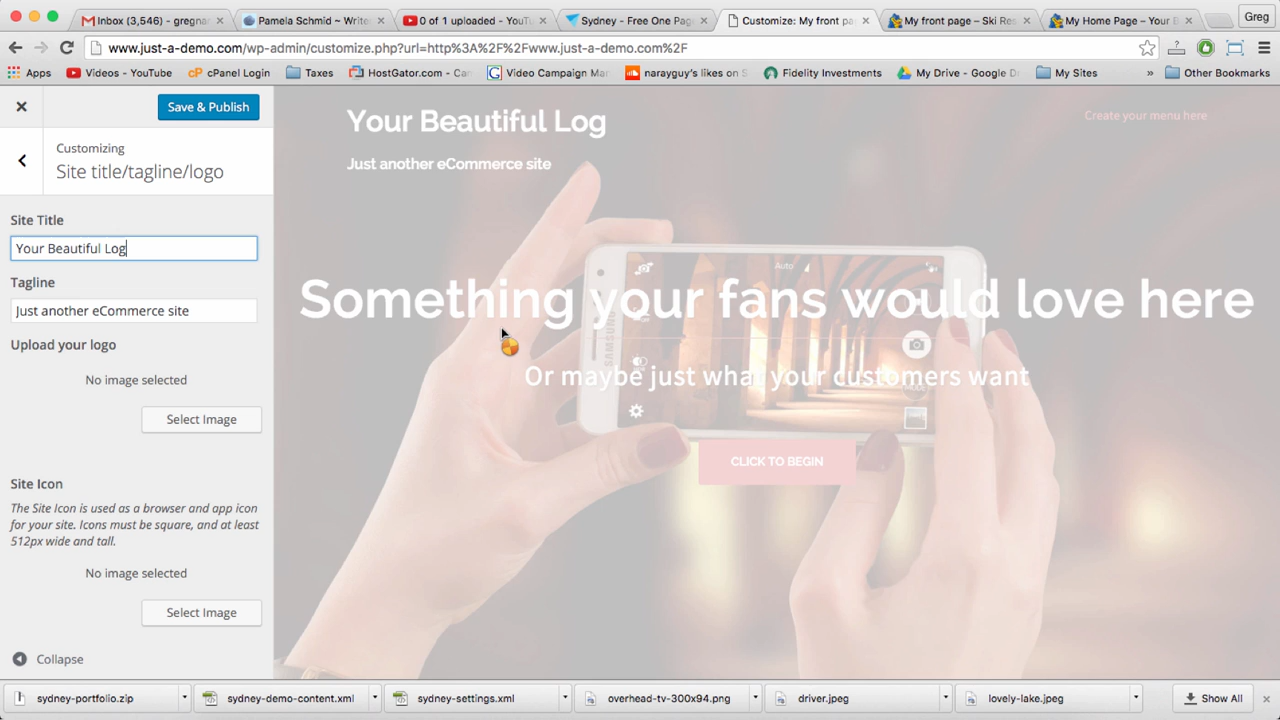 Inbox (3,546) - gregnar
Pamela Schmid ~ Writer
0 of 1 uploaded - YouTu
Sydney - Free One Pag
Customize: My front pa
My front page – Ski Res
My Home Page – Your B
Greg
www.just-a-demo.com/wp-admin/customize.php?url=http%3A%2F%2Fwww.just-a-demo.com%2F
Apps
Videos - YouTube
cP cPanel Login
Taxes
HostGator.com - Can
Video Campaign Man
narayguy's likes on S
Fidelity Investments
My Drive - Google Dr
My Sites
»
Other Bookmarks
Save & Publish
Customizing
Site title/tagline/logo
Site Title
Your Beautiful Log
Tagline
Just another eCommerce site
Upload your logo
No image selected
Select Image
Site Icon
The Site Icon is used as a browser and app icon
for your site. Icons must be square, and at least
512px wide and tall.
No image selected
Select Image
Collapse
Your Beautiful Log
Just another eCommerce site
Create your menu here
Auto
SAMSUNG
Something your fans would love here
Or maybe just what your customers want
CLICK TO BEGIN
sydney-portfolio.zip
sydney-demo-content.xml
sydney-settings.xml
overhead-tv-300x94.png
driver.jpeg
lovely-lake.jpeg
Show All